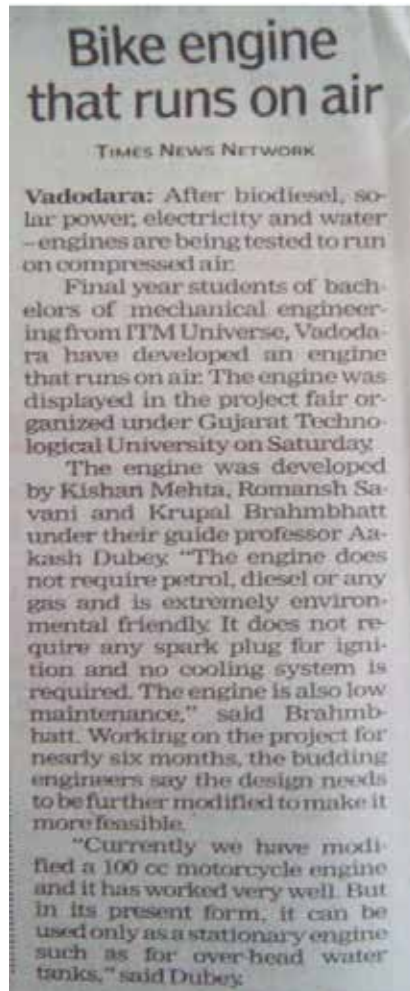 Bike engine
that runs on air
TIMES NEWS NETWORK
Vadodara: After biodiesel, so-
lar power, electricity and water
– engines are being tested to run
on compressed air.
Final year students of bach-
elors of mechanical engineer-
ing from ITM Universe, Vadoda-
ra have developed an engine
that runs on air. The engine was
displayed in the project fair or-
ganized under Gujarat Techno-
logical University on Saturday.
The engine was developed
by Kishan Mehta, Romansh Sa-
vani and Krupal Brahmbhatt
under their guide professor Aa-
kash Dubey. “The engine does
not require petrol, diesel or any
gas and is extremely environ-
mental friendly. It does not re-
quire any spark plug for igni-
tion and no cooling system is
required. The engine is also low
maintenance,” said Brahmb-
hatt. Working on the project for
nearly six months, the budding
engineers say the design needs
to be further modified to make it
more feasible.
“Currently we have modi-
fied a 100 cc motorcycle engine
and it has worked very well. But
in its present form, it can be
used only as a stationary engine
such as for over-head water
tanks,” said Dubey.